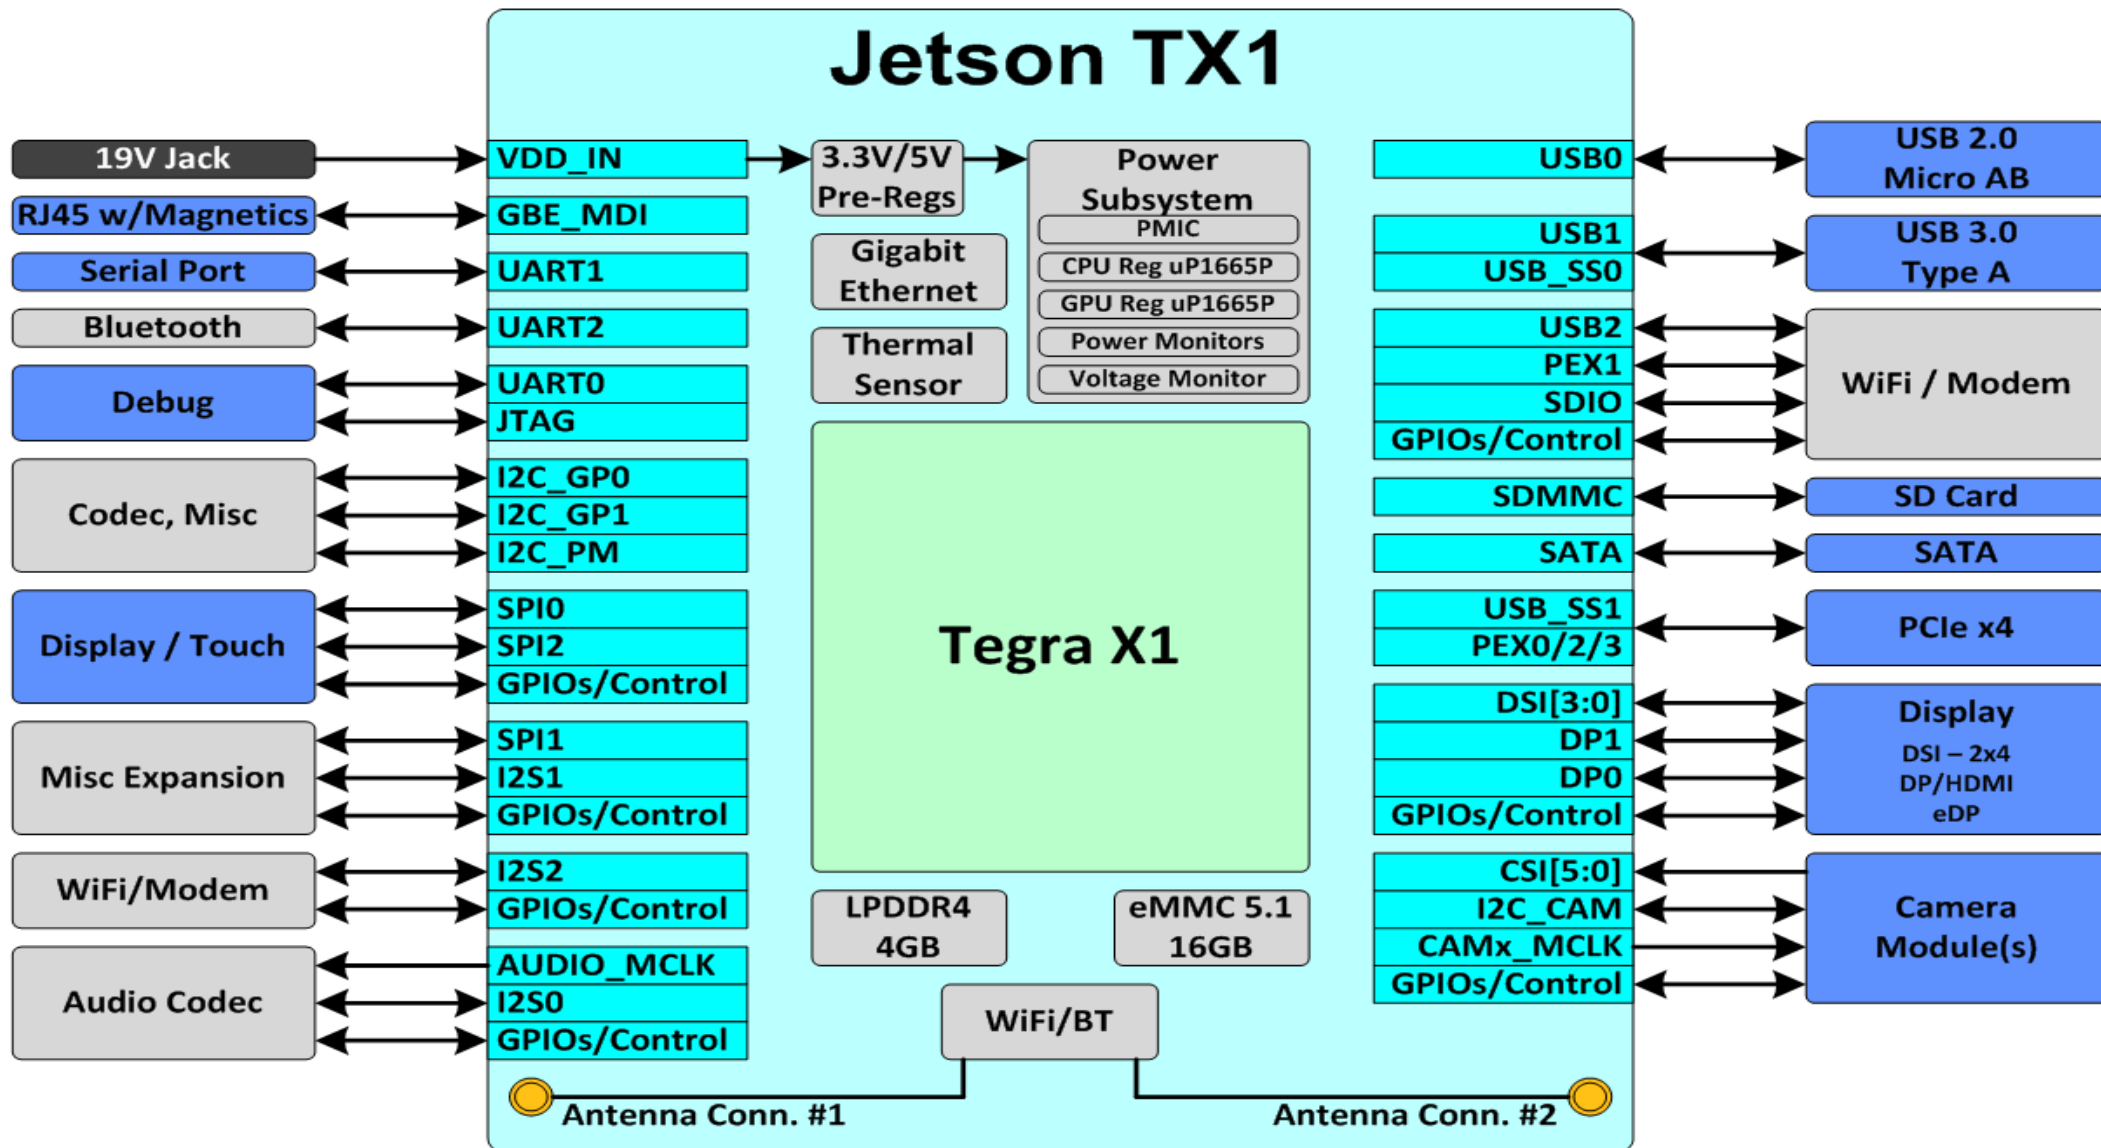 Jetson TX1
19V Jack
RJ45 w/Magnetics
Serial Port
Bluetooth
Debug
Codec, Misc
Display / Touch
Misc Expansion
WiFi/Modem
Audio Codec
VDD_IN
GBE_MDI
UART1
UART2
UART0
JTAG
I2C_GP0
I2C_GP1
I2C_PM
SPI0
SPI2
GPIOs/Control
SPI1
I2S1
GPIOs/Control
I2S2
GPIOs/Control
AUDIO_MCLK
I2S0
GPIOs/Control
3.3V/5V
Pre-Regs
Gigabit
Ethernet
Thermal
Sensor
Power
Subsystem
PMIC
CPU Reg uP1665P
GPU Reg uP1665P
Power Monitors
Voltage Monitor
Tegra X1
LPDDR4
4GB
eMMC 5.1
16GB
WiFi/BT
Antenna Conn. #1
Antenna Conn. #2
USB0
USB1
USB_SS0
USB2
PEX1
SDIO
GPIOs/Control
SDMMC
SATA
USB_SS1
PEX0/2/3
DSI[3:0]
DP1
DP0
GPIOs/Control
CSI[5:0]
I2C_CAM
CAMx_MCLK
GPIOs/Control
USB 2.0
Micro AB
USB 3.0
Type A
WiFi / Modem
SD Card
SATA
PCIe x4
Display
DSI – 2x4
DP/HDMI
eDP
Camera
Module(s)